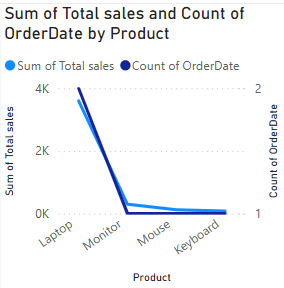 Sum of Total sales and Count of
OrderDate by Product
Sum of Total sales Count of OrderDate
4K
2K
0K
Sum of Total sales
2
1
Count of OrderDate
Laptop
Monitor
Mouse
Keyboard
Product